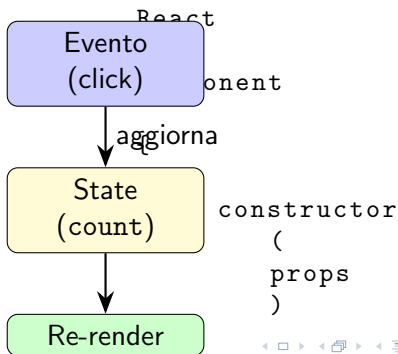 React
Evento
(click)
onent
aggiorna
{
State
(count)
constructor
(
props
)
Re-render